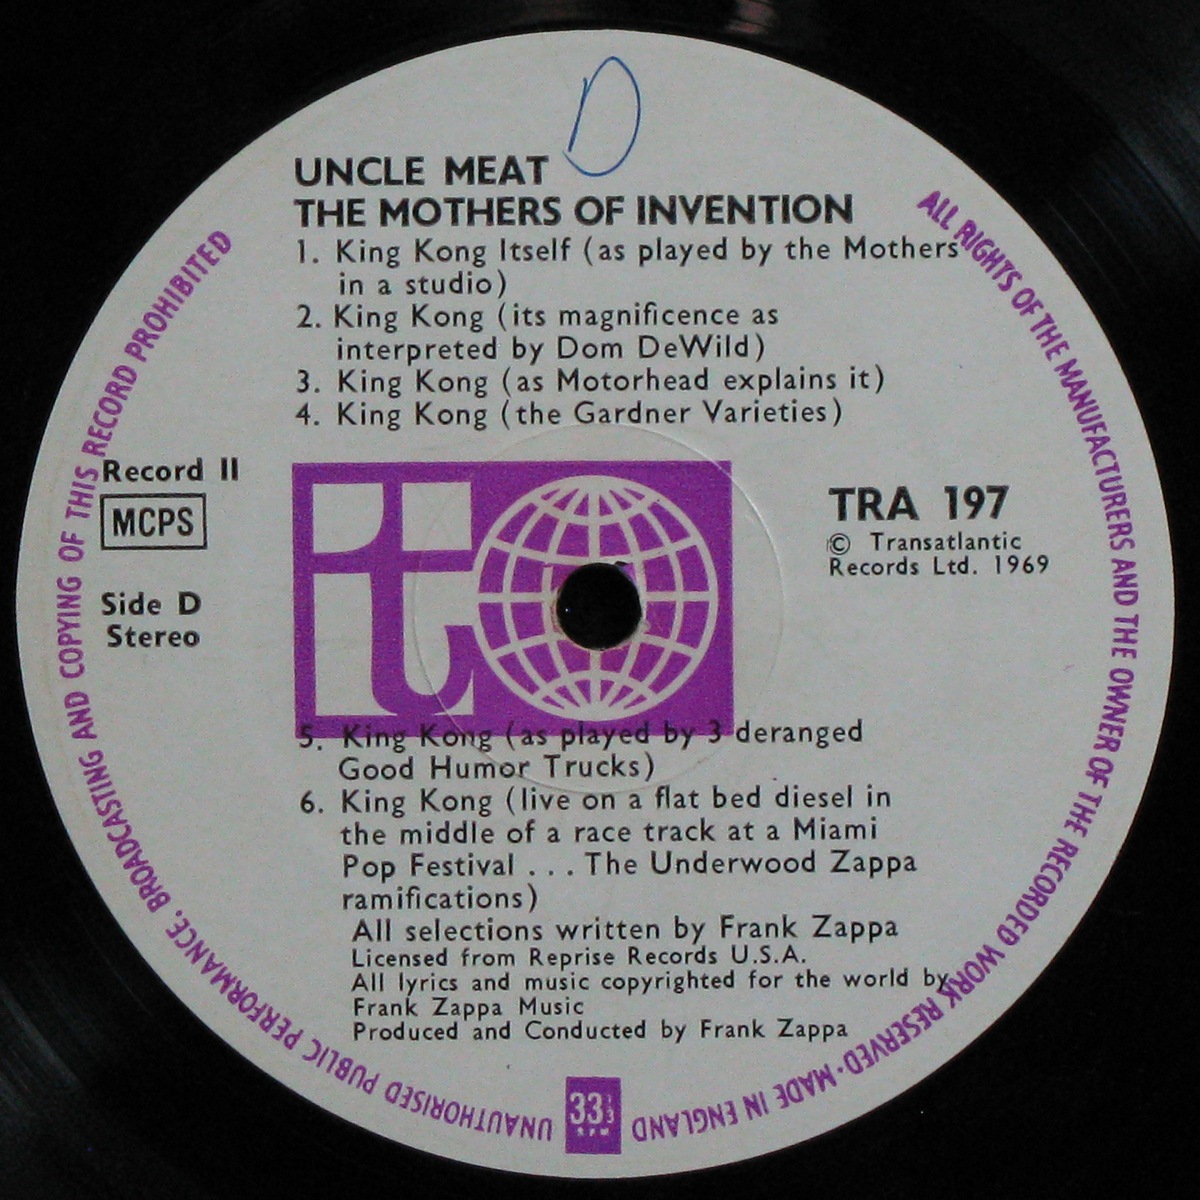 D
UNCLE MEAT
THE MOTHERS OF INVENTION
1. King Kong Itself (as played by the Mothers
in a studio)
2. King Kong (its magnificence as
interpreted by Dom DeWild)
3. King Kong (as Motorhead explains it)
4. King Kong (the Gardner Varieties)
Record II
MCPS
Side D
Stereo
it
TRA 197
© Transatlantic
Records Ltd. 1969
5. King Kong (as played by 3 deranged
Good Humor Trucks)
6. King Kong (live on a flat bed diesel in
the middle of a race track at a Miami
Pop Festival . . . The Underwood Zappa
ramifications)
All selections written by Frank Zappa
Licensed from Reprise Records U.S.A.
All lyrics and music copyrighted for the world by
Frank Zappa Music
Produced and Conducted by Frank Zappa
33 1/3
RPM
ALL RIGHTS OF THE MANUFACTURERS AND THE OWNER OF THE RECORDED WORK RESERVED · MADE IN ENGLAND
UNAUTHORISED PUBLIC PERFORMANCE, BROADCASTING AND COPYING OF THIS RECORD PROHIBITED